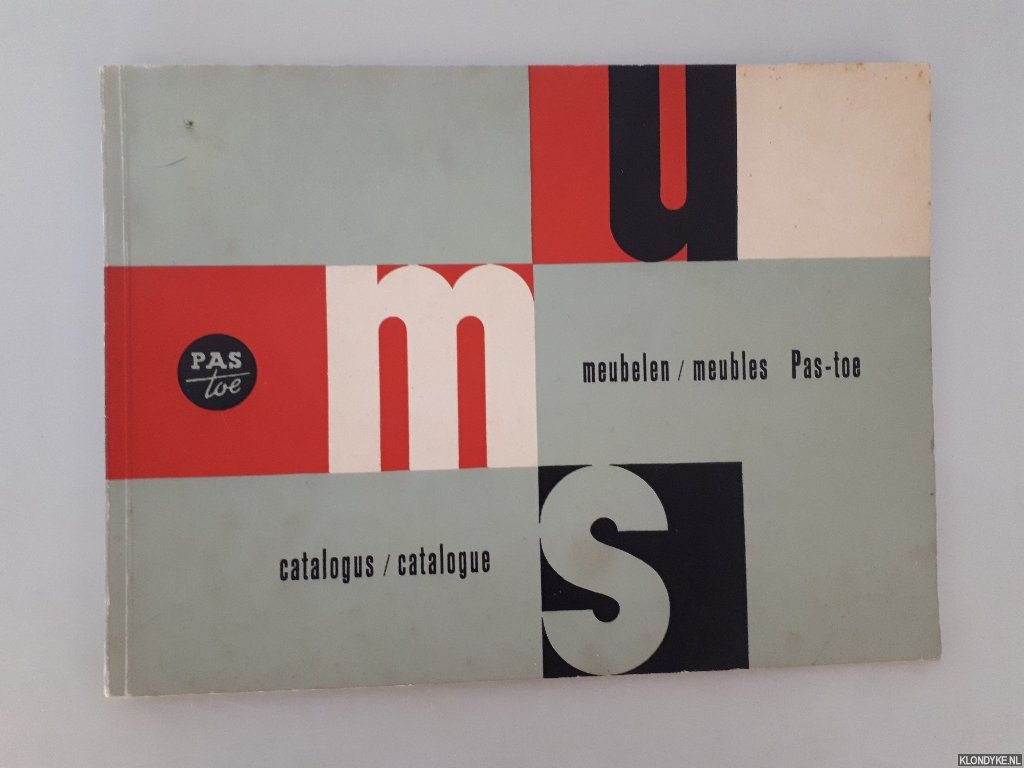 u
m
s
PAS
toe
meubelen / meubles Pas-toe
catalogus / catalogue
KLONDYKE.NL